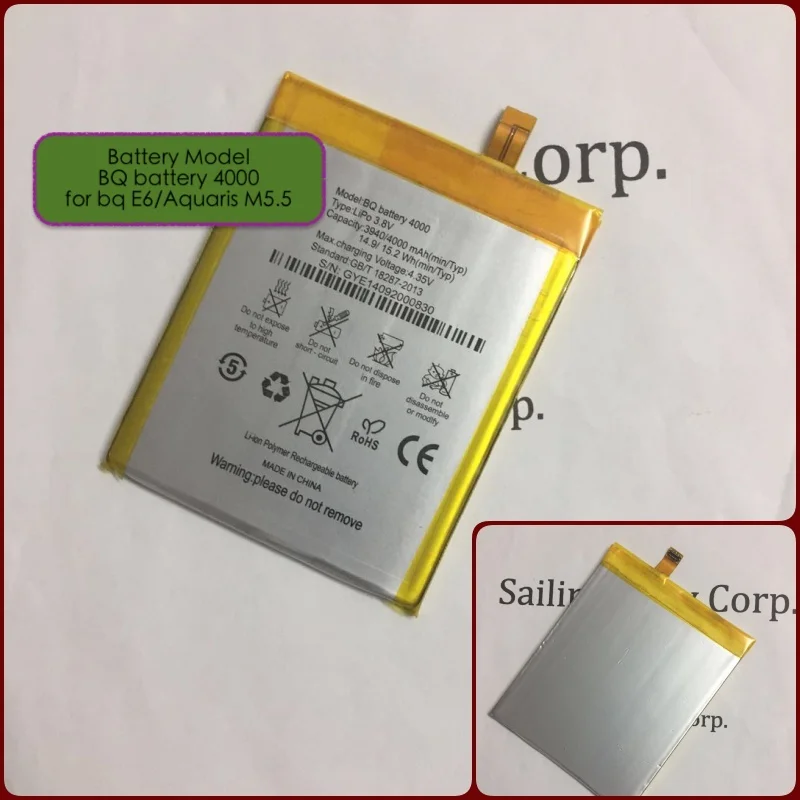 Battery Model
BQ battery 4000
for bq E6/Aquaris M5.5
Corp.
Model:BQ battery 4000
Type:LiPo 3.8V
Capacity:3940/4000 mAh(min/Typ)
14.9/ 15.2 Wh(min/Typ)
Max.charging Voltage:4.35V
Standard:GB/T 18287-2013
S/N: GYE14092000830
Do not expose
to high
temperature
Do not
short - circuit
Do not dispose
in fire
Do not
disassemble
or modify
5
RoHS
CE
Li-ion Polymer Rechargeable battery
MADE IN CHINA
Warning:please do not remove
p.
Corp.
orp.